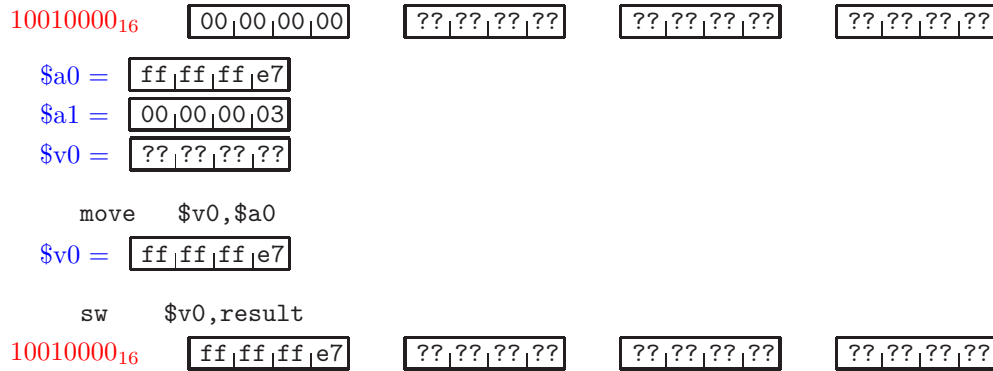 10010000₁₆ 00 00 00 00 ?? ?? ?? ?? ?? ?? ?? ?? ?? ?? ?? ??
$a0 = ff ff ff e7
$a1 = 00 00 00 03
$v0 = ?? ?? ?? ??
move $v0,$a0
$v0 = ff ff ff e7
sw $v0,result
10010000₁₆ ff ff ff e7 ?? ?? ?? ?? ?? ?? ?? ?? ?? ?? ?? ??